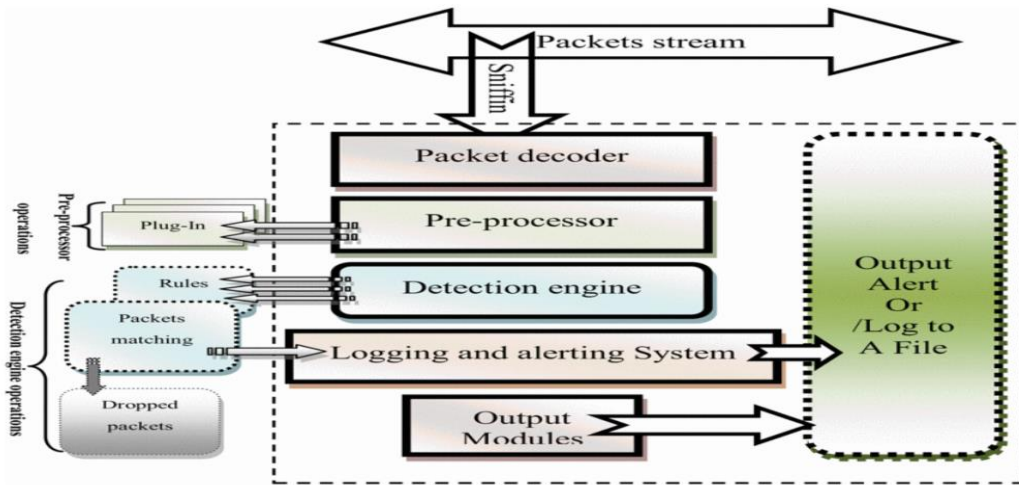 Packets stream
Sniffin
Packet decoder
Pre-processor
operations
Plug-In
Pre-processor
Rules
Detection engine
Output
Alert
Or
/Log to
A File
Detection engine operations
Packets
matching
Logging and alerting System
Dropped
packets
Output
Modules